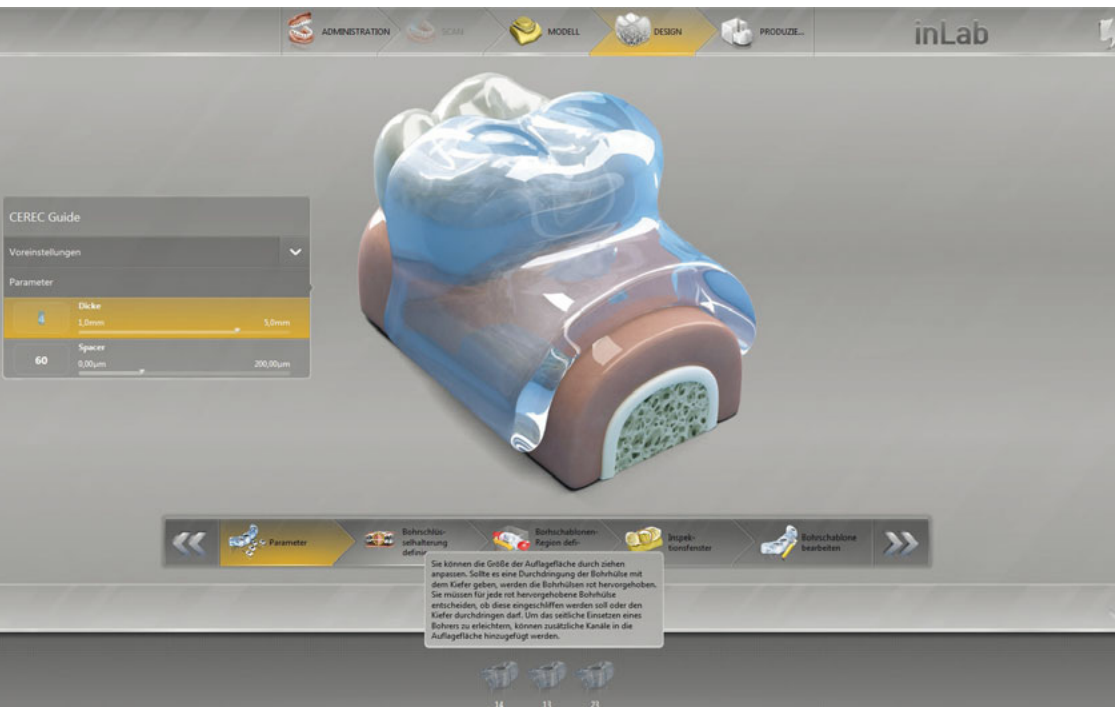 ADMINISTRATION
SCAN
MODELL
DESIGN
PRODUZIE...
inLab
CEREC Guide
Voreinstellungen
Parameter
4
Dicke
1,0mm 5,0mm
60
Spacer
0,00µm 200,00µm
Parameter
Bohrschlüs-
selhalterung
definie
Bohrschablonen-
Region defi-
Inspek-
tionsfenster
Bohrschablone
bearbeiten
Sie können die Größe der Auflagefläche durch ziehen
anpassen. Sollte es eine Durchdringung der Bohrhülse mit
dem Kiefer geben, werden die Bohrhülsen rot hervorgehoben.
Sie müssen für jede rot hervorgehobene Bohrhülse
entscheiden, ob diese eingeschliffen werden soll oder den
Kiefer durchdringen darf. Um das seitliche Einsetzen eines
Bohrers zu erleichtern, können zusätzliche Kanäle in die
Auflagefläche hinzugefügt werden.
14 13 23